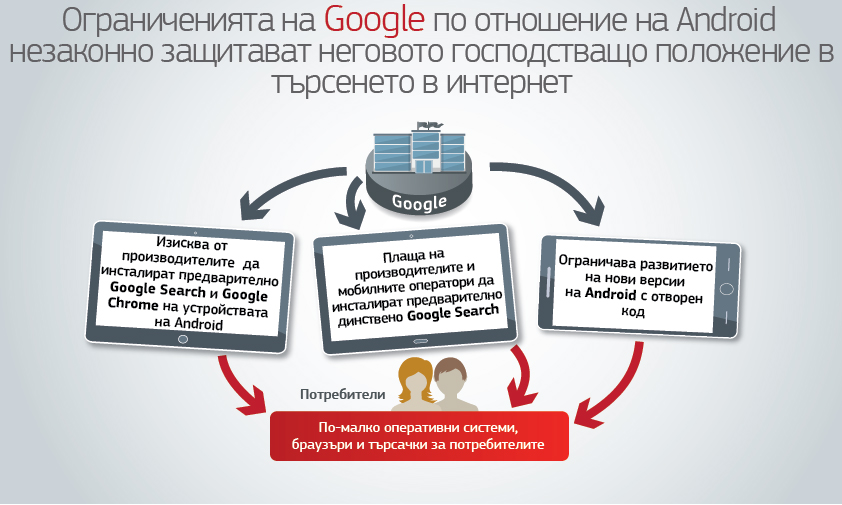 Ограниченията на Google по отношение на Android
незаконно защитават неговото господстващо положение в
търсенето в интернет
Google
Изисква от
производителите да
инсталират предварително
Google Search и Google
Chrome на устройствата
на Android
Плаща на
производителите и
мобилните оператори да
инсталират предварително
динствено Google Search
Ограничава развитието
на нови версии
на Android с отворен
код
Потребители
По-малко оперативни системи,
браузъри и търсачки за потребителите